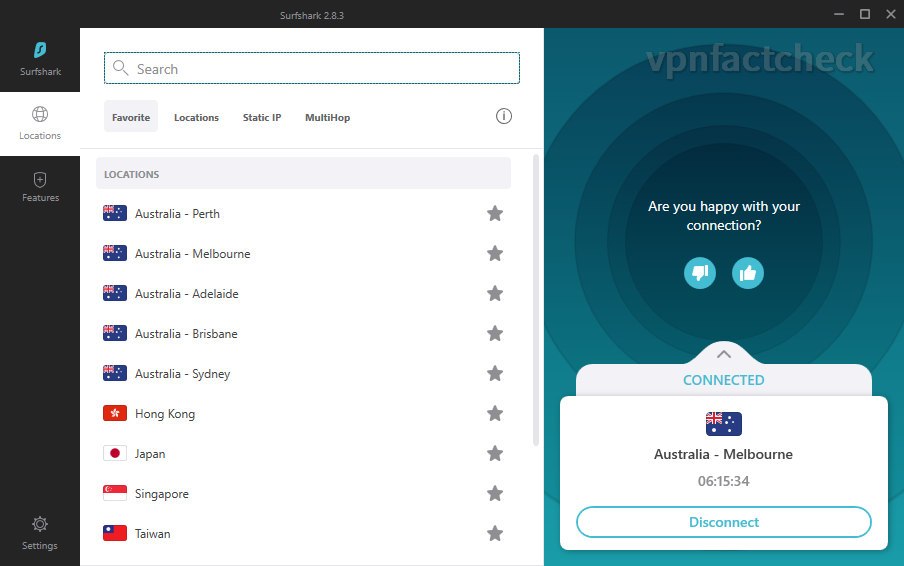 Surfshark 2.8.3
Surfshark
Locations
Features
Settings
Search
Favorite
Locations
Static IP
MultiHop
LOCATIONS
Australia - Perth
Australia - Melbourne
Australia - Adelaide
Australia - Brisbane
Australia - Sydney
Hong Kong
Japan
Singapore
Taiwan
vpnfactcheck
Are you happy with your
connection?
CONNECTED
Australia - Melbourne
06:15:34
Disconnect